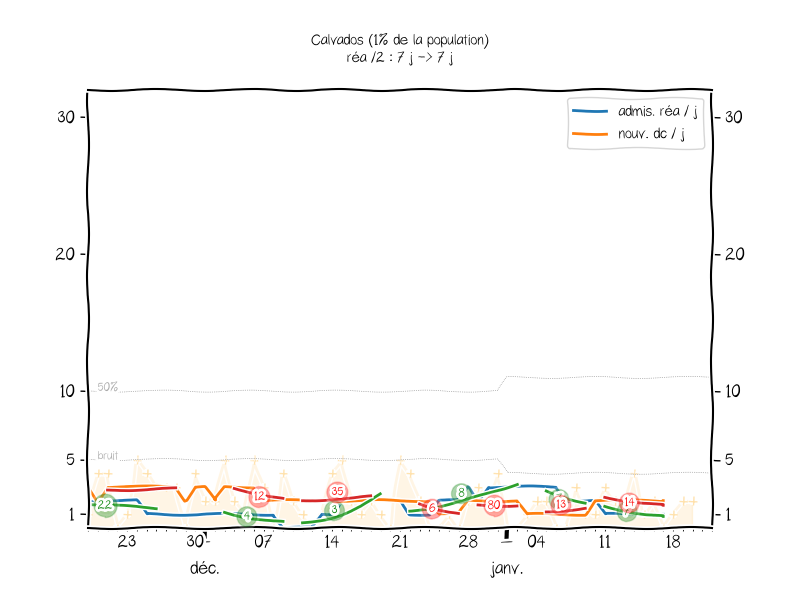 Calvados (1% de la population)
réa /2 : 7 j -> 7 j
admis. réa / j
nouv. dc / j
30 30
20 20
10 10
50%
bruit
5 5
1 1
22 4 12 35 3 6 8 80 13 14
23 30 07 14 21 28 04 11 18
déc. janv.